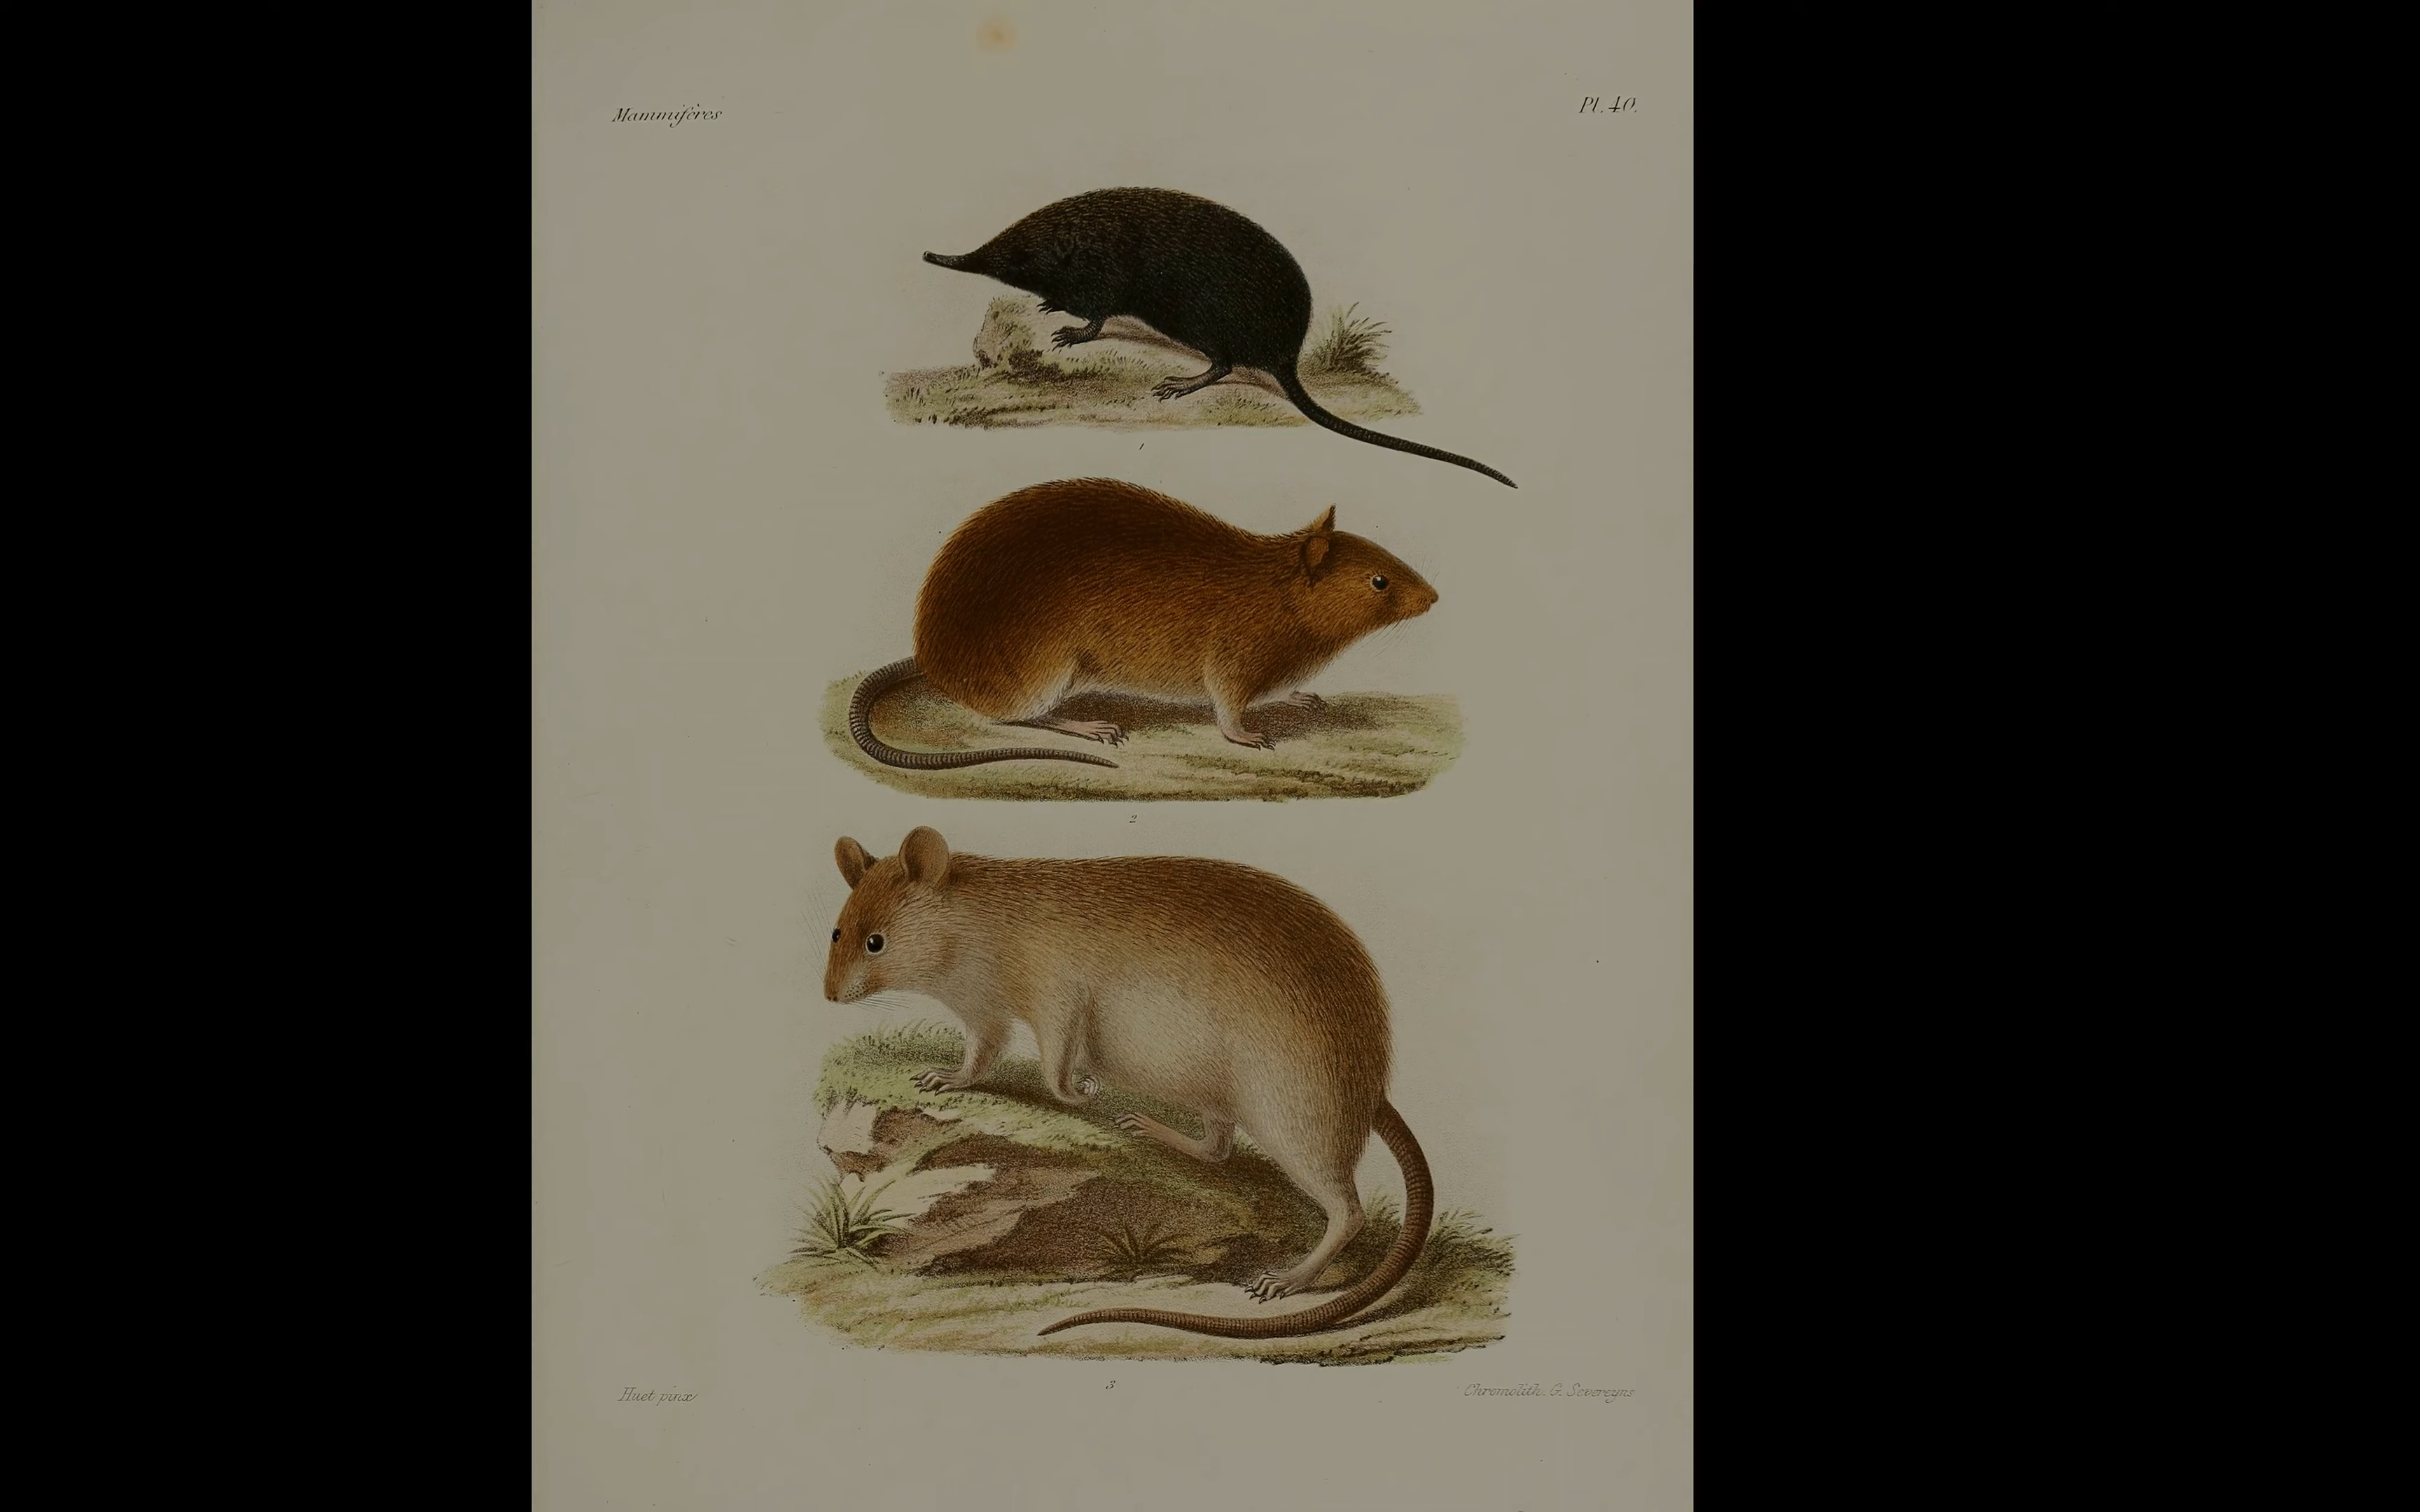 Mammifères
Pl. 40.
1
2
3
Huet pinx
Chromolith. G. Severeyns